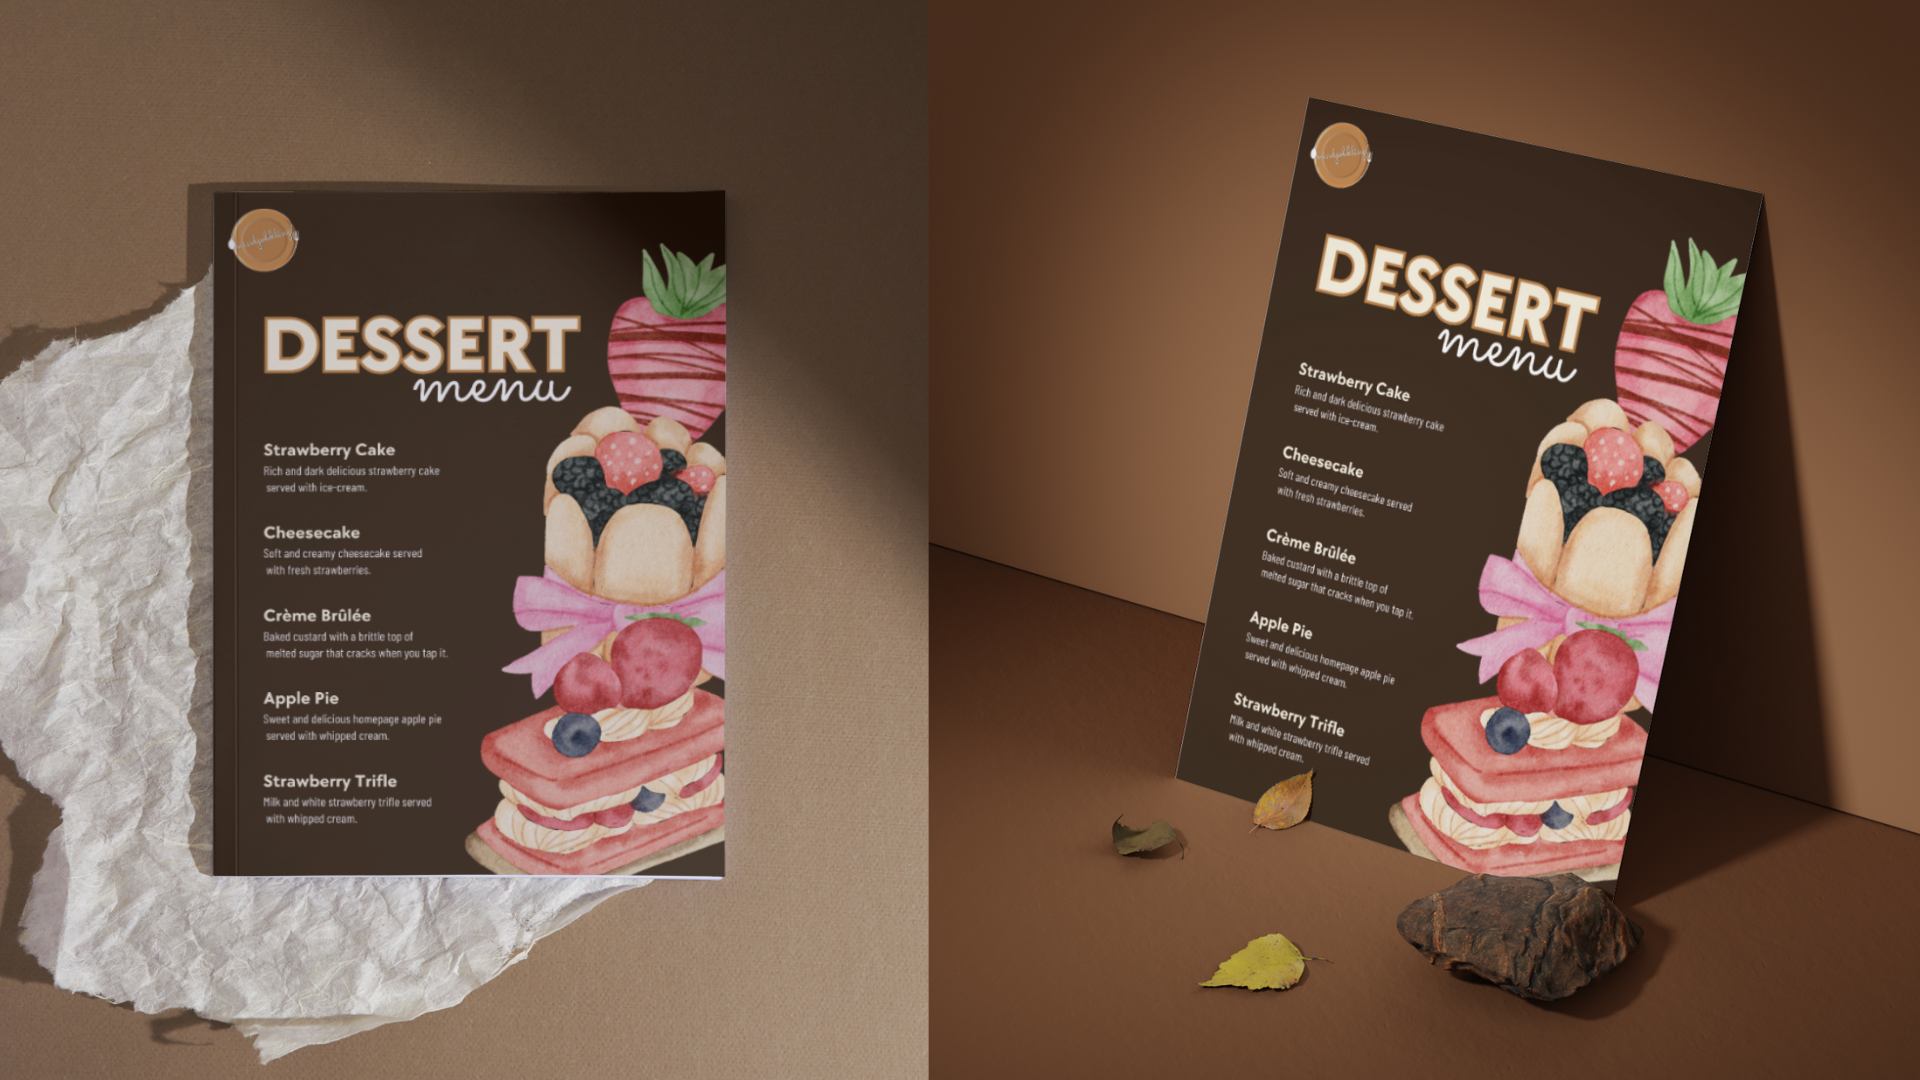 DESSERT
menu
Strawberry Cake
Rich and dark delicious strawberry cake
served with ice-cream.
Cheesecake
Soft and creamy cheesecake served
with fresh strawberries.
Crème Brûlée
Baked custard with a brittle top of
melted sugar that cracks when you tap it.
Apple Pie
Sweet and delicious homepage apple pie
served with whipped cream.
Strawberry Trifle
Milk and white strawberry trifle served
with whipped cream.
DESSERT
menu
Strawberry Cake
Rich and dark delicious strawberry cake
served with ice-cream.
Cheesecake
Soft and creamy cheesecake served
with fresh strawberries.
Crème Brûlée
Baked custard with a brittle top of
melted sugar that cracks when you tap it.
Apple Pie
Sweet and delicious homepage apple pie
served with whipped cream.
Strawberry Trifle
Milk and white strawberry trifle served
with whipped cream.